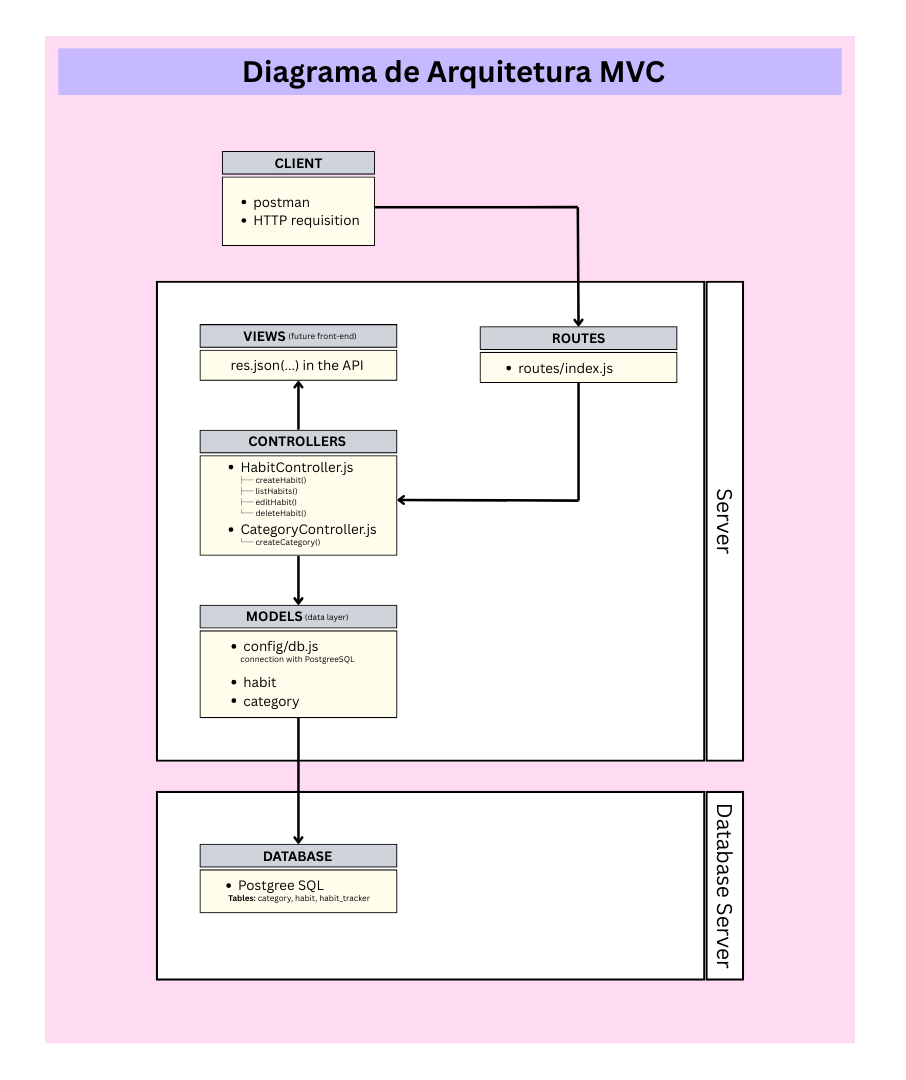 Diagrama de Arquitetura MVC
CLIENT
• postman
• HTTP requisition
VIEWS (future front-end)
res.json(...) in the API
ROUTES
• routes/index.js
CONTROLLERS
• HabitController.js
├── createHabit()
├── listHabits()
├── editHabit()
└── deleteHabit()
• CategoryController.js
└── createCategory()
MODELS (data layer)
• config/db.js
connection with PostgreeSQL
• habit
• category
Server
DATABASE
• Postgree SQL
Tables: category, habit, habit_tracker
Database Server